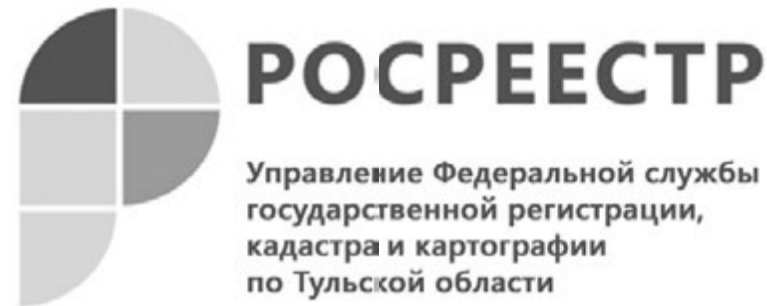 РОСРЕЕСТР
Управление Федеральной службы
государственной регистрации,
кадастра и картографии
по Тульской области